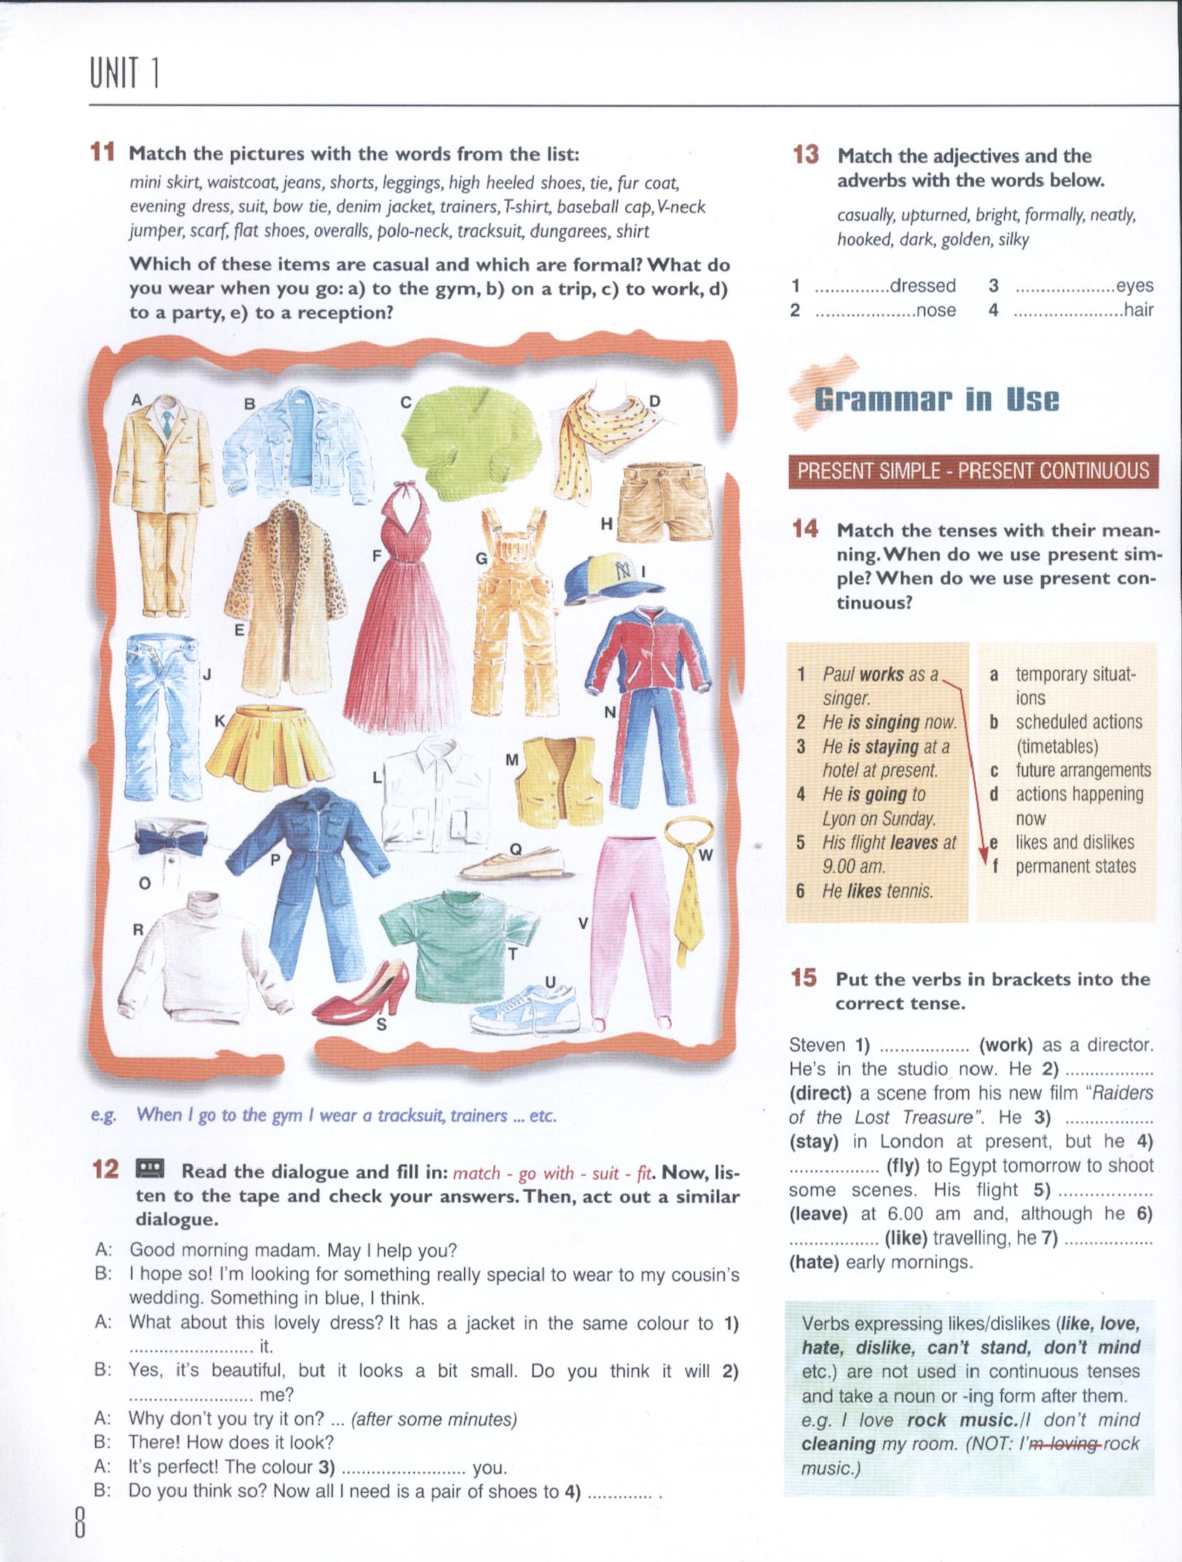 UNIT 1
11 Match the pictures with the words from the list:
mini skirt, waistcoat, jeans, shorts, leggings, high heeled shoes, tie, fur coat,
evening dress, suit, bow tie, denim jacket, trainers, T-shirt, baseball cap, V-neck
jumper, scarf, flat shoes, overalls, polo-neck, tracksuit, dungarees, shirt
Which of these items are casual and which are formal? What do
you wear when you go: a) to the gym, b) on a trip, c) to work, d)
to a party, e) to a reception?
A
B
C
D
H
F
G
I
E
J
N
K
M
L
Q
W
P
O
V
R
T
U
S
e.g. When I go to the gym I wear a tracksuit, trainers ... etc.
12 Read the dialogue and fill in: match - go with - suit - fit. Now, lis-
ten to the tape and check your answers. Then, act out a similar
dialogue.
A: Good morning madam. May I help you?
B: I hope so! I'm looking for something really special to wear to my cousin's
wedding. Something in blue, I think.
A: What about this lovely dress? It has a jacket in the same colour to 1)
......................... it.
B: Yes, it's beautiful, but it looks a bit small. Do you think it will 2)
......................... me?
A: Why don't you try it on? ... (after some minutes)
B: There! How does it look?
A: It's perfect! The colour 3) ......................... you.
B: Do you think so? Now all I need is a pair of shoes to 4) ............. .
8
13 Match the adjectives and the
adverbs with the words below.
casually, upturned, bright, formally, neatly,
hooked, dark, golden, silky
1 ...............dressed 3 ....................eyes
2 ....................nose 4 ......................hair
Grammar in Use
PRESENT SIMPLE - PRESENT CONTINUOUS
14 Match the tenses with their mean-
ning. When do we use present sim-
ple? When do we use present con-
tinuous?
1 Paul works as a
singer.
2 He is singing now.
3 He is staying at a
hotel at present.
4 He is going to
Lyon on Sunday.
5 His flight leaves at
9.00 am.
6 He likes tennis.
a temporary situat-
ions
b scheduled actions
(timetables)
c future arrangements
d actions happening
now
e likes and dislikes
f permanent states
15 Put the verbs in brackets into the
correct tense.
Steven 1) .................. (work) as a director.
He's in the studio now. He 2) ..................
(direct) a scene from his new film "Raiders
of the Lost Treasure". He 3) ..................
(stay) in London at present, but he 4)
.................. (fly) to Egypt tomorrow to shoot
some scenes. His flight 5) ..................
(leave) at 6.00 am and, although he 6)
.................. (like) travelling, he 7) ..................
(hate) early mornings.
Verbs expressing likes/dislikes (like, love,
hate, dislike, can't stand, don't mind
etc.) are not used in continuous tenses
and take a noun or -ing form after them.
e.g. I love rock music./I don't mind
cleaning my room. (NOT: I'm loving rock
music.)